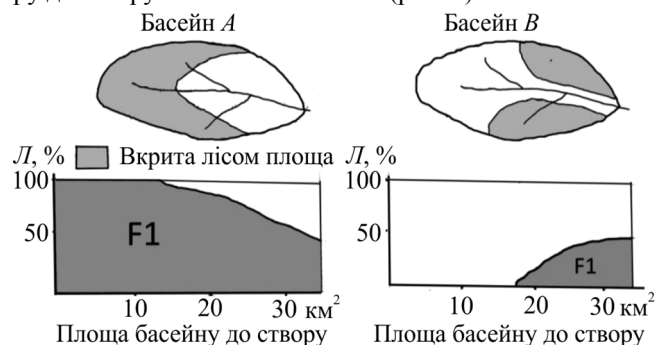 Басейн А
Басейн В
Л, %
Вкрита лісом площа
Л, %
100
50
F1
10 20 30 км²
Площа басейну до створу
100
50
F1
10 20 30 км²
Площа басейну до створу